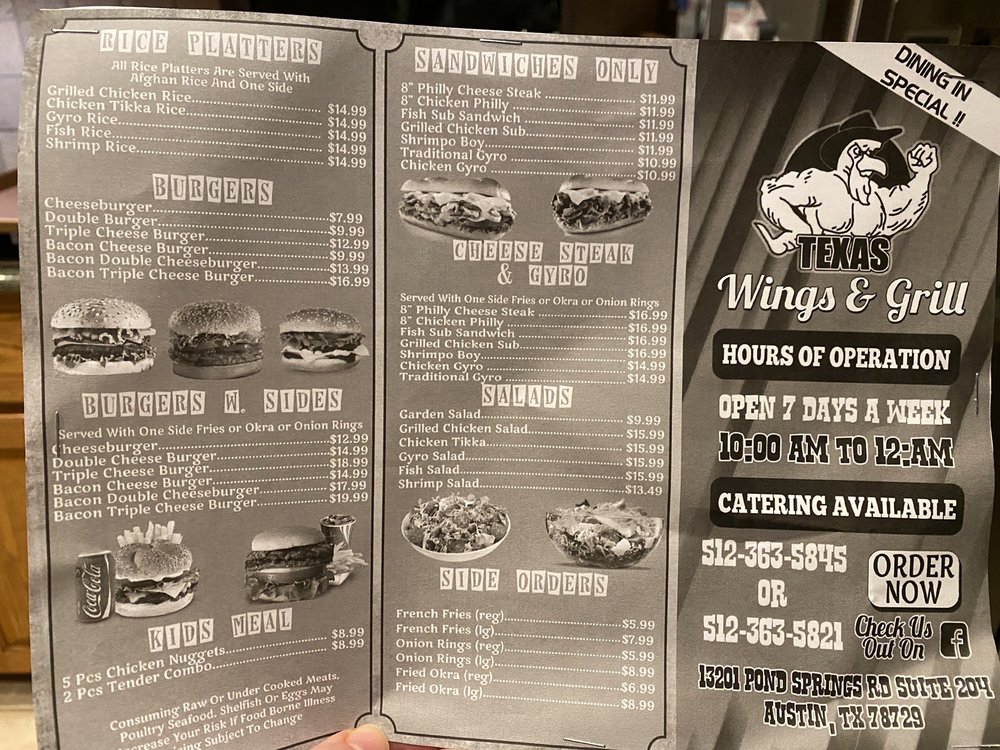 RICE PLATTERS
All Rice Platters Are Served With
Afghan Rice And One Side
Grilled Chicken Rice $14.99
Chicken Tikka Rice $14.99
Gyro Rice $14.99
Fish Rice $14.99
Shrimp Rice $14.99
BURGERS
Cheeseburger $7.99
Double Burger $9.99
Triple Cheese Burger $12.99
Bacon Cheese Burger $9.99
Bacon Double Cheeseburger $13.99
Bacon Triple Cheese Burger $16.99
BURGERS W. SIDES
Served With One Side Fries or Okra or Onion Rings
Cheeseburger $12.99
Double Cheese Burger $14.99
Triple Cheese Burger $18.99
Bacon Cheese Burger $14.99
Bacon Double Cheeseburger $17.99
Bacon Triple Cheese Burger $19.99
Coca-Cola
KIDS MEAL
5 Pcs Chicken Nuggets $8.99
2 Pcs Tender Combo $8.99
Consuming Raw Or Under Cooked Meats,
Poultry Seafood, Shelfish Or Eggs May
Increase Your Risk If Food Borne Illness
Subject To Change
SANDWICHES ONLY
8" Philly Cheese Steak $11.99
8" Chicken Philly $11.99
Fish Sub Sandwich $11.99
Grilled Chicken Sub $11.99
Shrimpo Boy $11.99
Traditional Gyro $10.99
Chicken Gyro $10.99
CHEESE STEAK
& GYRO
Served With One Side Fries or Okra or Onion Rings
8" Philly Cheese Steak $16.99
8" Chicken Philly $16.99
Fish Sub Sandwich $16.99
Grilled Chicken Sub $16.99
Shrimpo Boy $16.99
Chicken Gyro $14.99
Traditional Gyro $14.99
SALADS
Garden Salad $9.99
Grilled Chicken Salad $15.99
Chicken Tikka $15.99
Gyro Salad $15.99
Fish Salad $15.99
Shrimp Salad $13.49
SIDE ORDERS
French Fries (reg) $5.99
French Fries (lg) $7.99
Onion Rings (reg) $5.99
Onion Rings (lg) $8.99
Fried Okra (reg) $6.99
Fried Okra (lg) $8.99
DINING IN
SPECIAL !!
TEXAS
Wings & Grill
HOURS OF OPERATION
OPEN 7 DAYS A WEEK
10:00 AM TO 12:AM
CATERING AVAILABLE
512-363-5845
OR
512-363-5821
ORDER
NOW
Check Us
Out On
f
13201 POND SPRINGS RD SUITE 204
AUSTIN, TX 78729